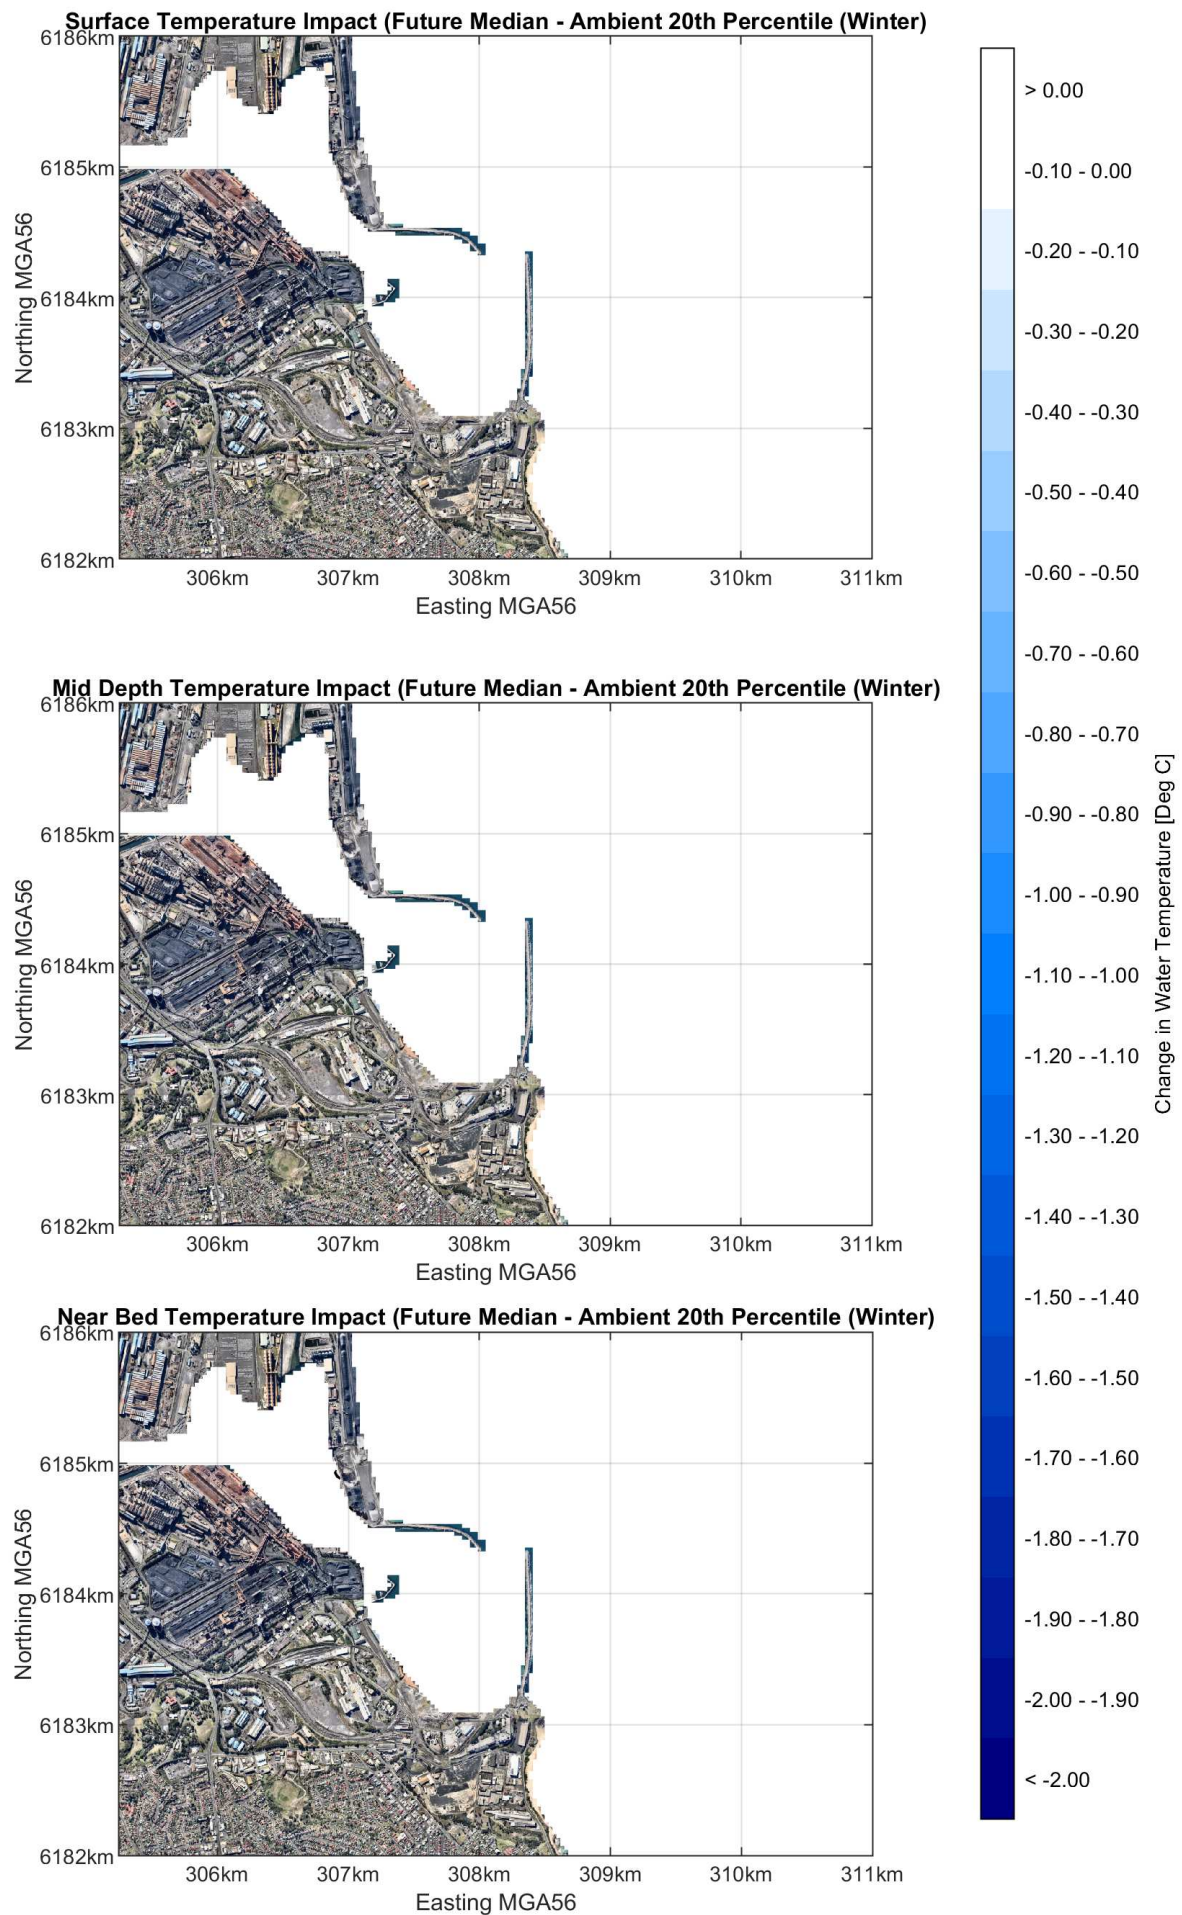 Surface Temperature Impact (Future Median - Ambient 20th Percentile (Winter)
6186km
6185km
6184km
6183km
6182km
Northing MGA56
306km 307km 308km 309km 310km 311km
Easting MGA56
Mid Depth Temperature Impact (Future Median - Ambient 20th Percentile (Winter)
6186km
6185km
6184km
6183km
6182km
Northing MGA56
306km 307km 308km 309km 310km 311km
Easting MGA56
Near Bed Temperature Impact (Future Median - Ambient 20th Percentile (Winter)
6186km
6185km
6184km
6183km
6182km
Northing MGA56
306km 307km 308km 309km 310km 311km
Easting MGA56
> 0.00
-0.10 - 0.00
-0.20 - -0.10
-0.30 - -0.20
-0.40 - -0.30
-0.50 - -0.40
-0.60 - -0.50
-0.70 - -0.60
-0.80 - -0.70
-0.90 - -0.80
-1.00 - -0.90
-1.10 - -1.00
-1.20 - -1.10
-1.30 - -1.20
-1.40 - -1.30
-1.50 - -1.40
-1.60 - -1.50
-1.70 - -1.60
-1.80 - -1.70
-1.90 - -1.80
-2.00 - -1.90
< -2.00
Change in Water Temperature [Deg C]